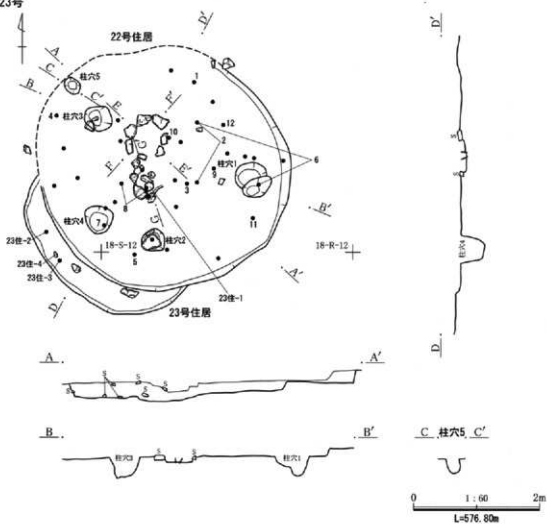 23号
22号住居
D'
D'
A
C
B
柱穴5
C'
E
F'
1
4
柱穴3
12
10
2
G
柱穴1
6
F
E'
9
3
8
7
柱穴4
G'
B'
11
23住-2
18-S-12
柱穴2
18-R-12
23住-4
23住-3
5
A'
23住-1
D
23号住居
柱穴4
D
A
A'
S
S
S
S
S
S
B
B'
C
柱穴5
C'
柱穴3
S
S
柱穴1
0
1:60
2m
L=576.80m